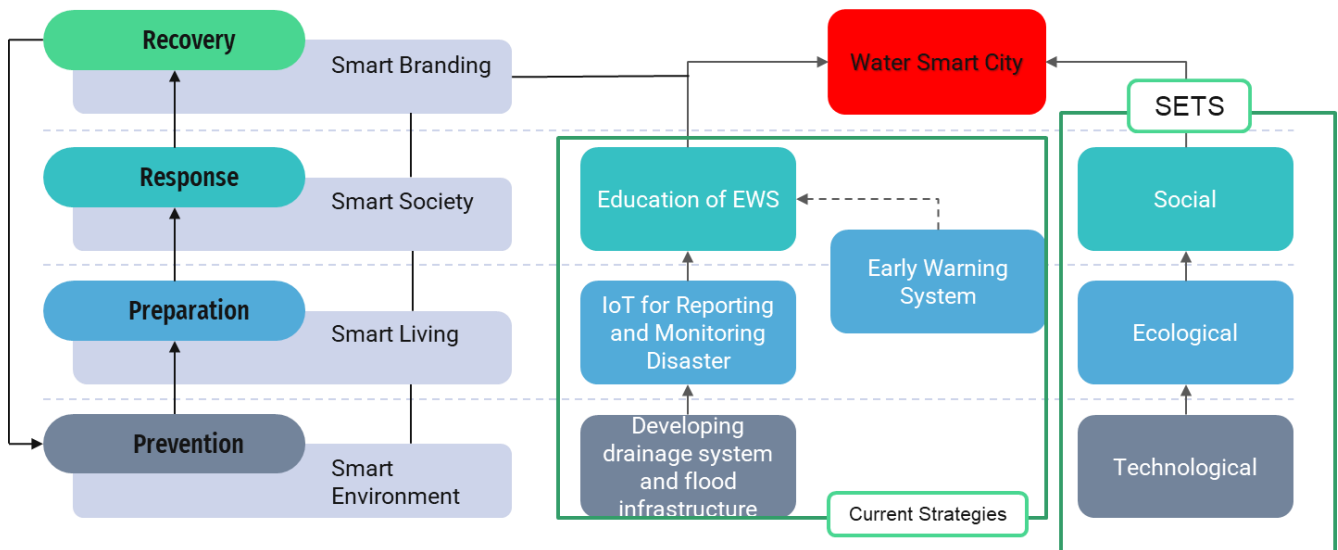 Recovery
Smart Branding
Water Smart City
SETS
Response
Smart Society
Education of EWS
Social
Early Warning
System
Preparation
Smart Living
IoT for Reporting
and Monitoring
Disaster
Ecological
Prevention
Smart
Environment
Developing
drainage system
and flood
infrastructure
Technological
Current Strategies